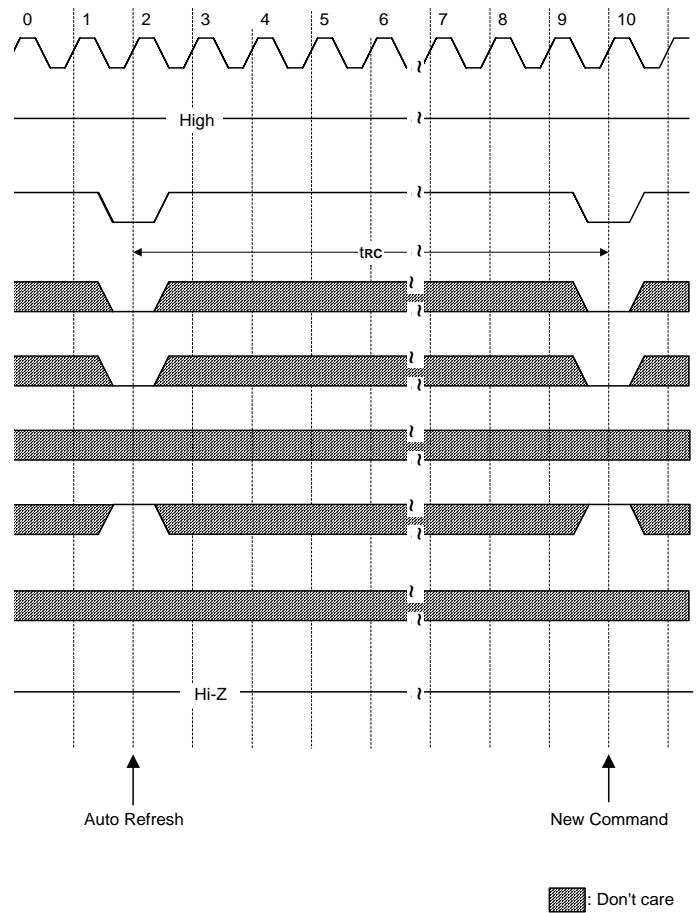 0 1 2 3 4 5 6 7 8 9 10
High
tRC
Hi-Z
Auto Refresh New Command
: Don't care